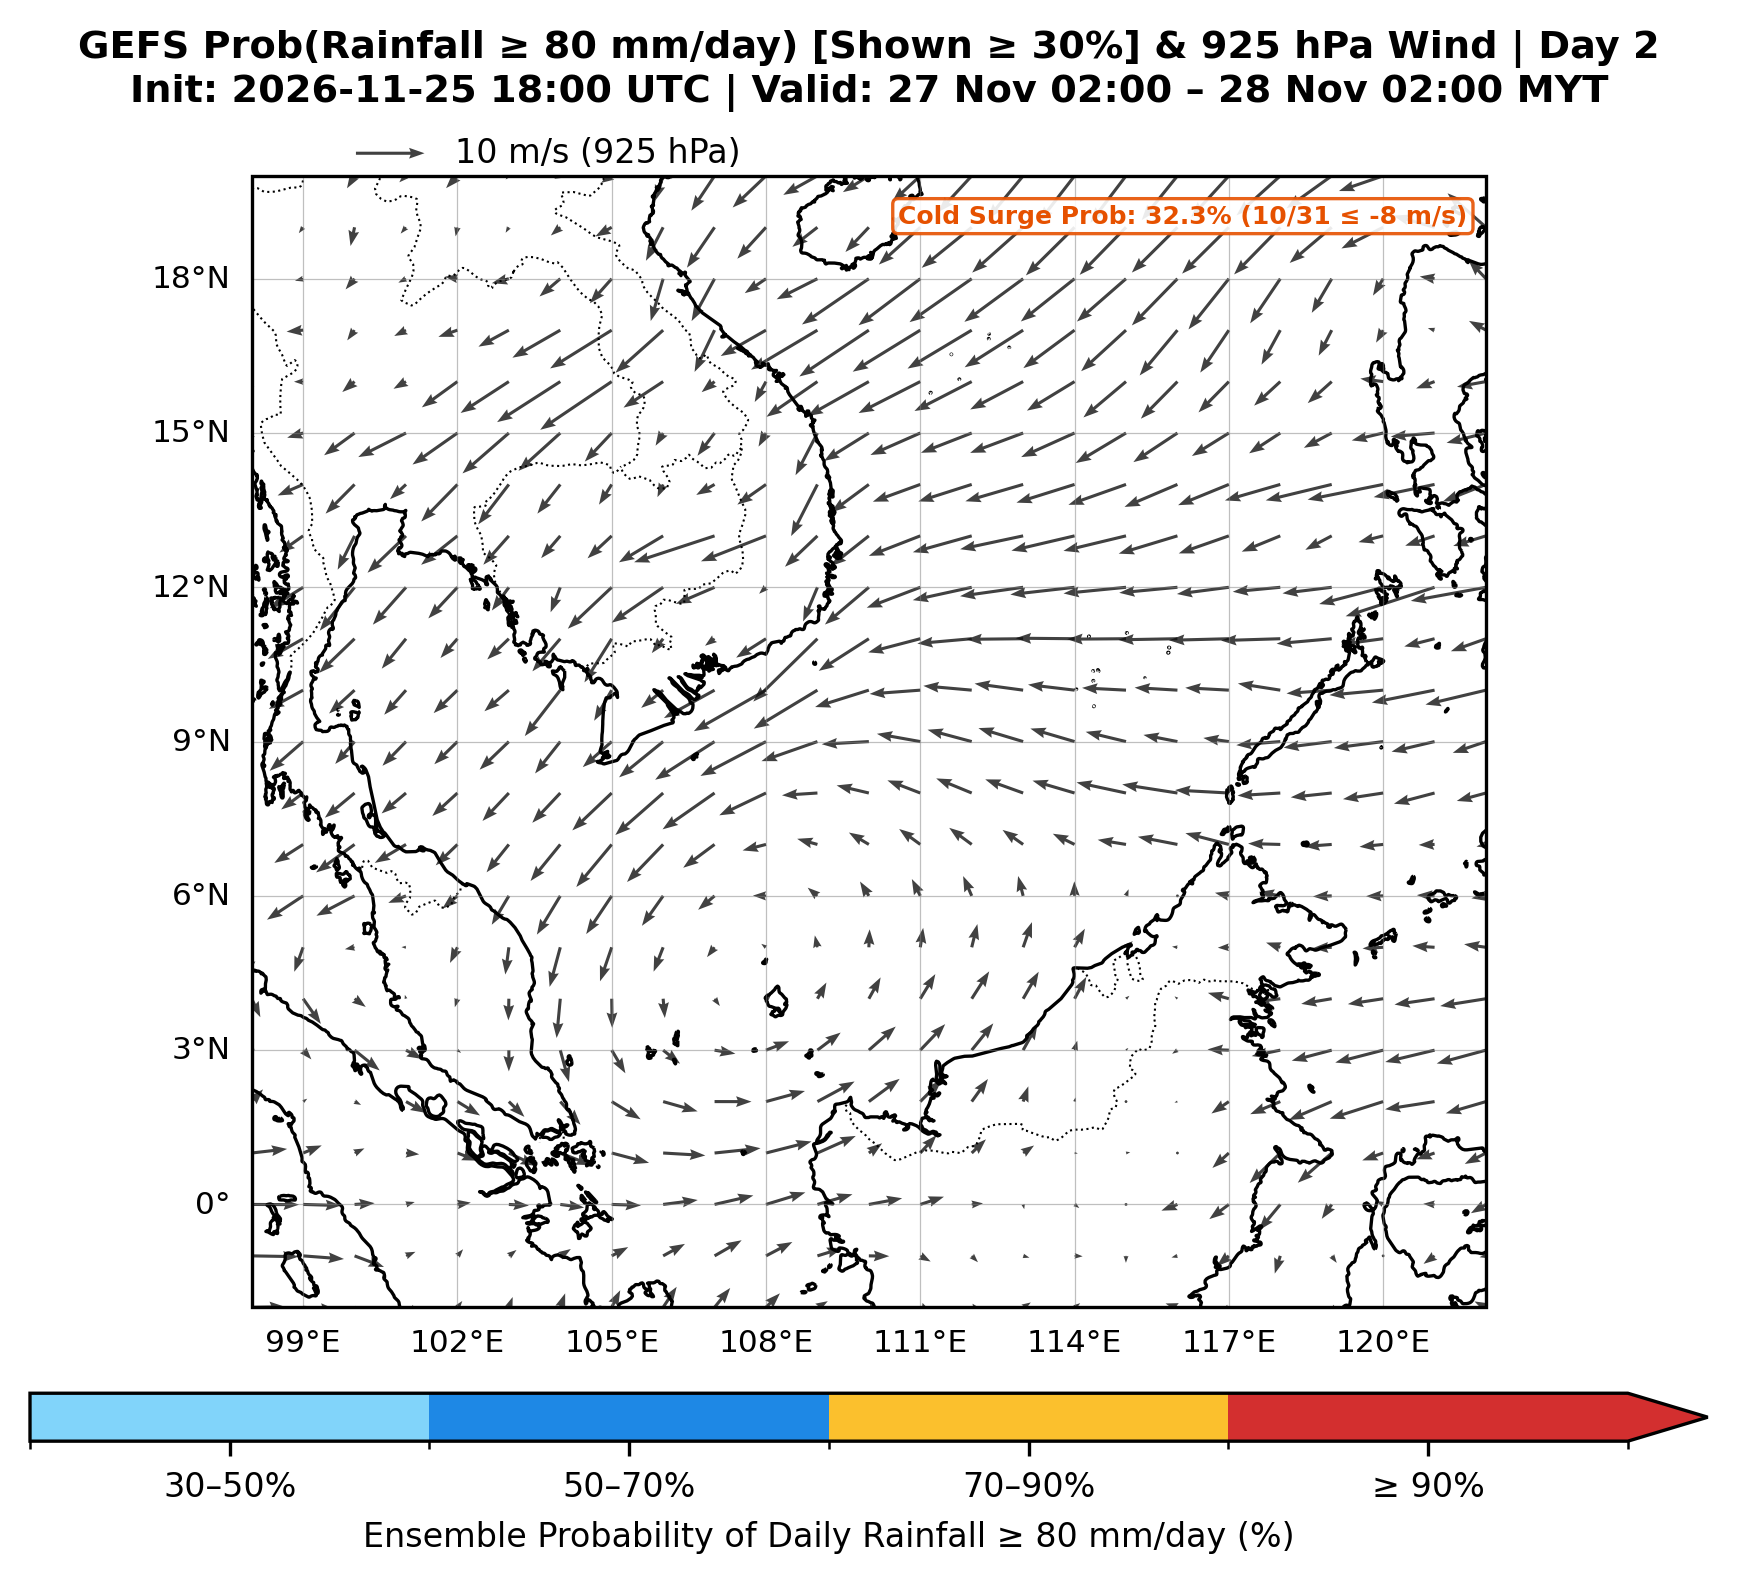 GEFS Prob(Rainfall ≥ 80 mm/day) [Shown ≥ 30%] & 925 hPa Wind | Day 2
Init: 2026-11-25 18:00 UTC | Valid: 27 Nov 02:00 – 28 Nov 02:00 MYT
10 m/s (925 hPa)
Cold Surge Prob: 32.3% (10/31 ≤ -8 m/s)
18°N
15°N
12°N
9°N
6°N
3°N
0°
99°E 102°E 105°E 108°E 111°E 114°E 117°E 120°E
30–50% 50–70% 70–90% ≥ 90%
Ensemble Probability of Daily Rainfall ≥ 80 mm/day (%)